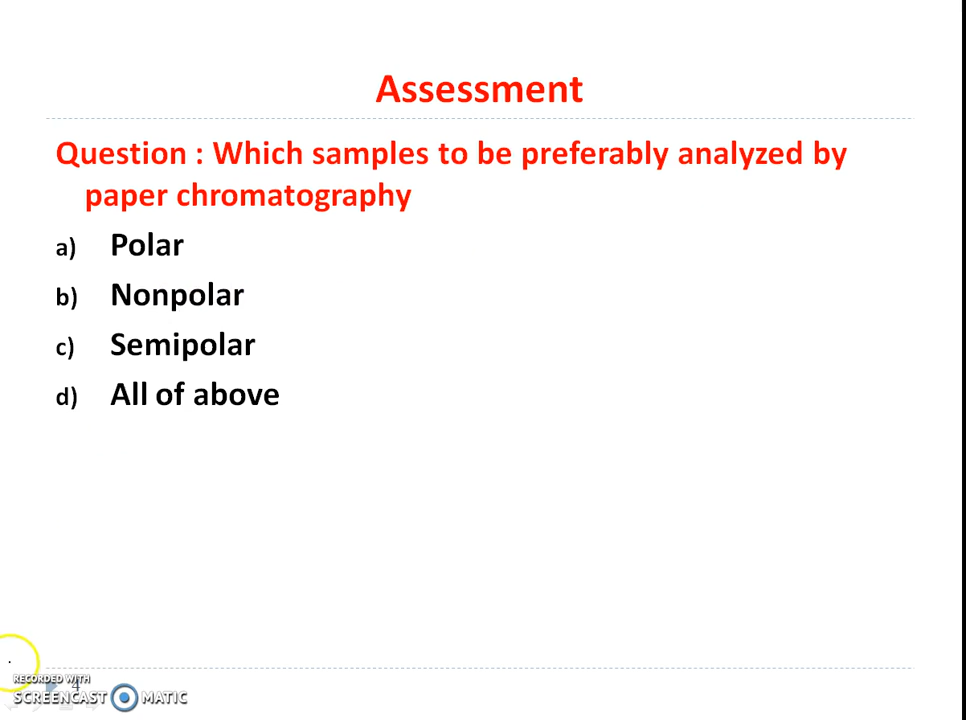 Assessment
Question : Which samples to be preferably analyzed by
paper chromatography
a) Polar
b) Nonpolar
c) Semipolar
d) All of above
4
RECORDED WITH
SCREENCAST MATIC